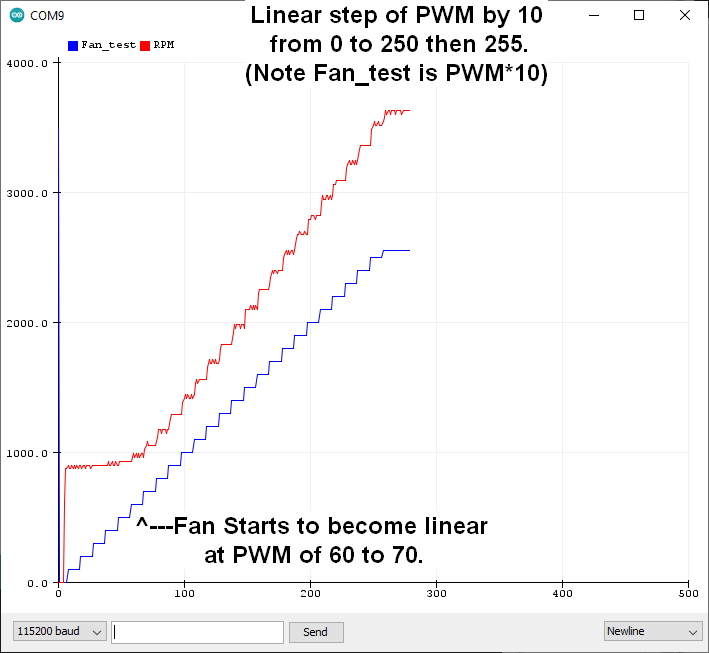 COM9
Linear step of PWM by 10
from 0 to 250 then 255.
(Note Fan_test is PWM*10)
Fan_test RPM
4000.0
3000.0
2000.0
1000.0
^---Fan Starts to become linear
at PWM of 60 to 70.
0.0
0 100 200 300 400 500
115200 baud Send Newline